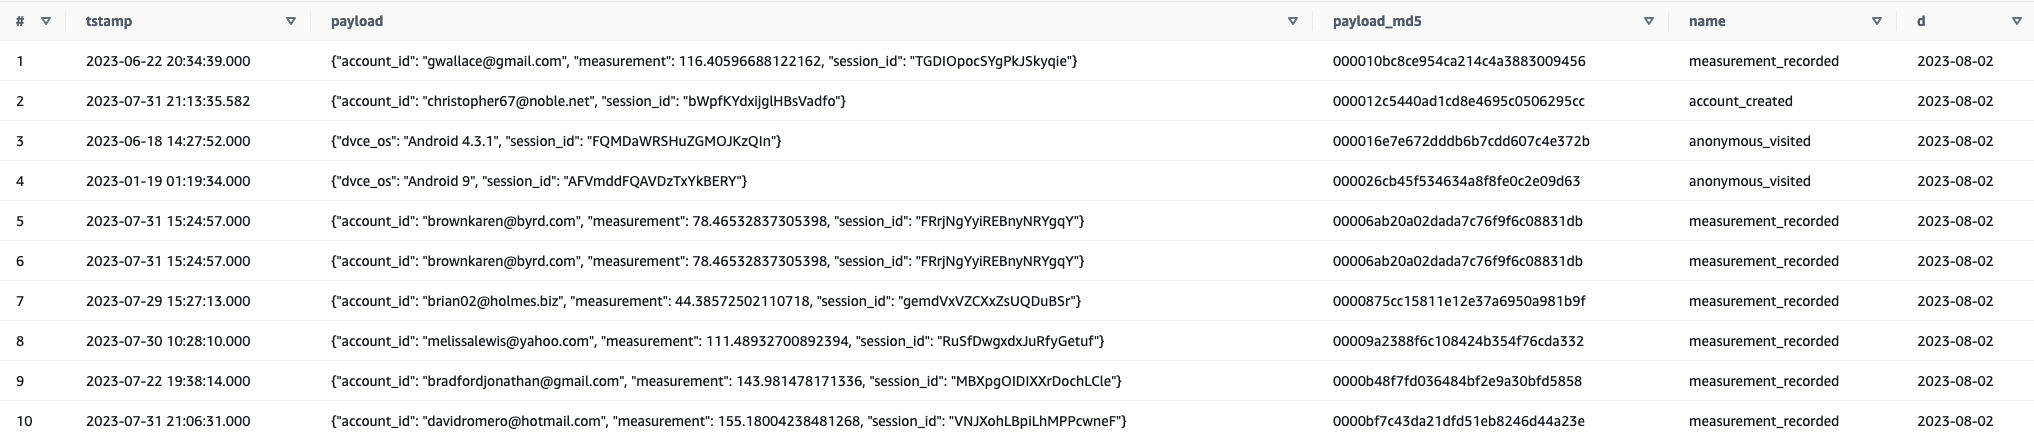 # tstamp payload payload_md5 name d
1 2023-06-22 20:34:39.000 {"account_id": "gwallace@gmail.com", "measurement": 116.40596688122162, "session_id": "TGDIOpocSYgPkJSkyqie"} 000010bc8ce954ca214c4a3883009456 measurement_recorded 2023-08-02
2 2023-07-31 21:13:35.582 {"account_id": "christopher67@noble.net", "session_id": "bWpfKYdxijglHBsVadfo"} 000012c5440ad1cd8e4695c0506295cc account_created 2023-08-02
3 2023-06-18 14:27:52.000 {"dvce_os": "Android 4.3.1", "session_id": "FQMDaWRSHuZGMOJKzQIn"} 000016e7e672dddb6b7cdd607c4e372b anonymous_visited 2023-08-02
4 2023-01-19 01:19:34.000 {"dvce_os": "Android 9", "session_id": "AFVmddFQAVDzTxYkBERY"} 000026cb45f534634a8f8fe0c2e09d63 anonymous_visited 2023-08-02
5 2023-07-31 15:24:57.000 {"account_id": "brownkaren@byrd.com", "measurement": 78.46532837305398, "session_id": "FRrjNgYyiREBnyNRYgqY"} 00006ab20a02dada7c76f9f6c08831db measurement_recorded 2023-08-02
6 2023-07-31 15:24:57.000 {"account_id": "brownkaren@byrd.com", "measurement": 78.46532837305398, "session_id": "FRrjNgYyiREBnyNRYgqY"} 00006ab20a02dada7c76f9f6c08831db measurement_recorded 2023-08-02
7 2023-07-29 15:27:13.000 {"account_id": "brian02@holmes.biz", "measurement": 44.38572502110718, "session_id": "gemdVxVZCXxZsUQDuBSr"} 0000875cc15811e12e37a6950a981b9f measurement_recorded 2023-08-02
8 2023-07-30 10:28:10.000 {"account_id": "melissalewis@yahoo.com", "measurement": 111.48932700892394, "session_id": "RuSfDwgxdxJuRfyGetuf"} 00009a2388f6c108424b354f76cda332 measurement_recorded 2023-08-02
9 2023-07-22 19:38:14.000 {"account_id": "bradfordjonathan@gmail.com", "measurement": 143.981478171336, "session_id": "MBXpgOIDIXXrDochLCle"} 0000b48f7fd036484bf2e9a30bfd5858 measurement_recorded 2023-08-02
10 2023-07-31 21:06:31.000 {"account_id": "davidromero@hotmail.com", "measurement": 155.18004238481268, "session_id": "VNJXohLBpiLhMPPcwneF"} 0000bf7c43da21dfd51eb8246d44a23e measurement_recorded 2023-08-02